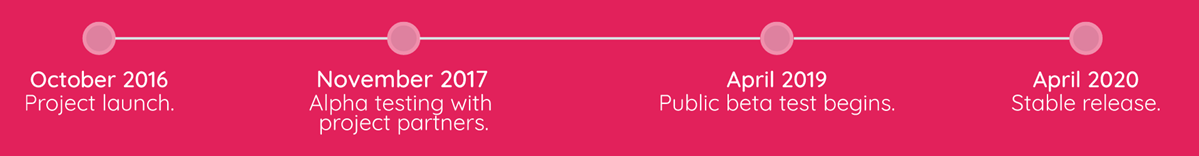 October 2016
Project launch.
November 2017
Alpha testing with
project partners.
April 2019
Public beta test begins.
April 2020
Stable release.